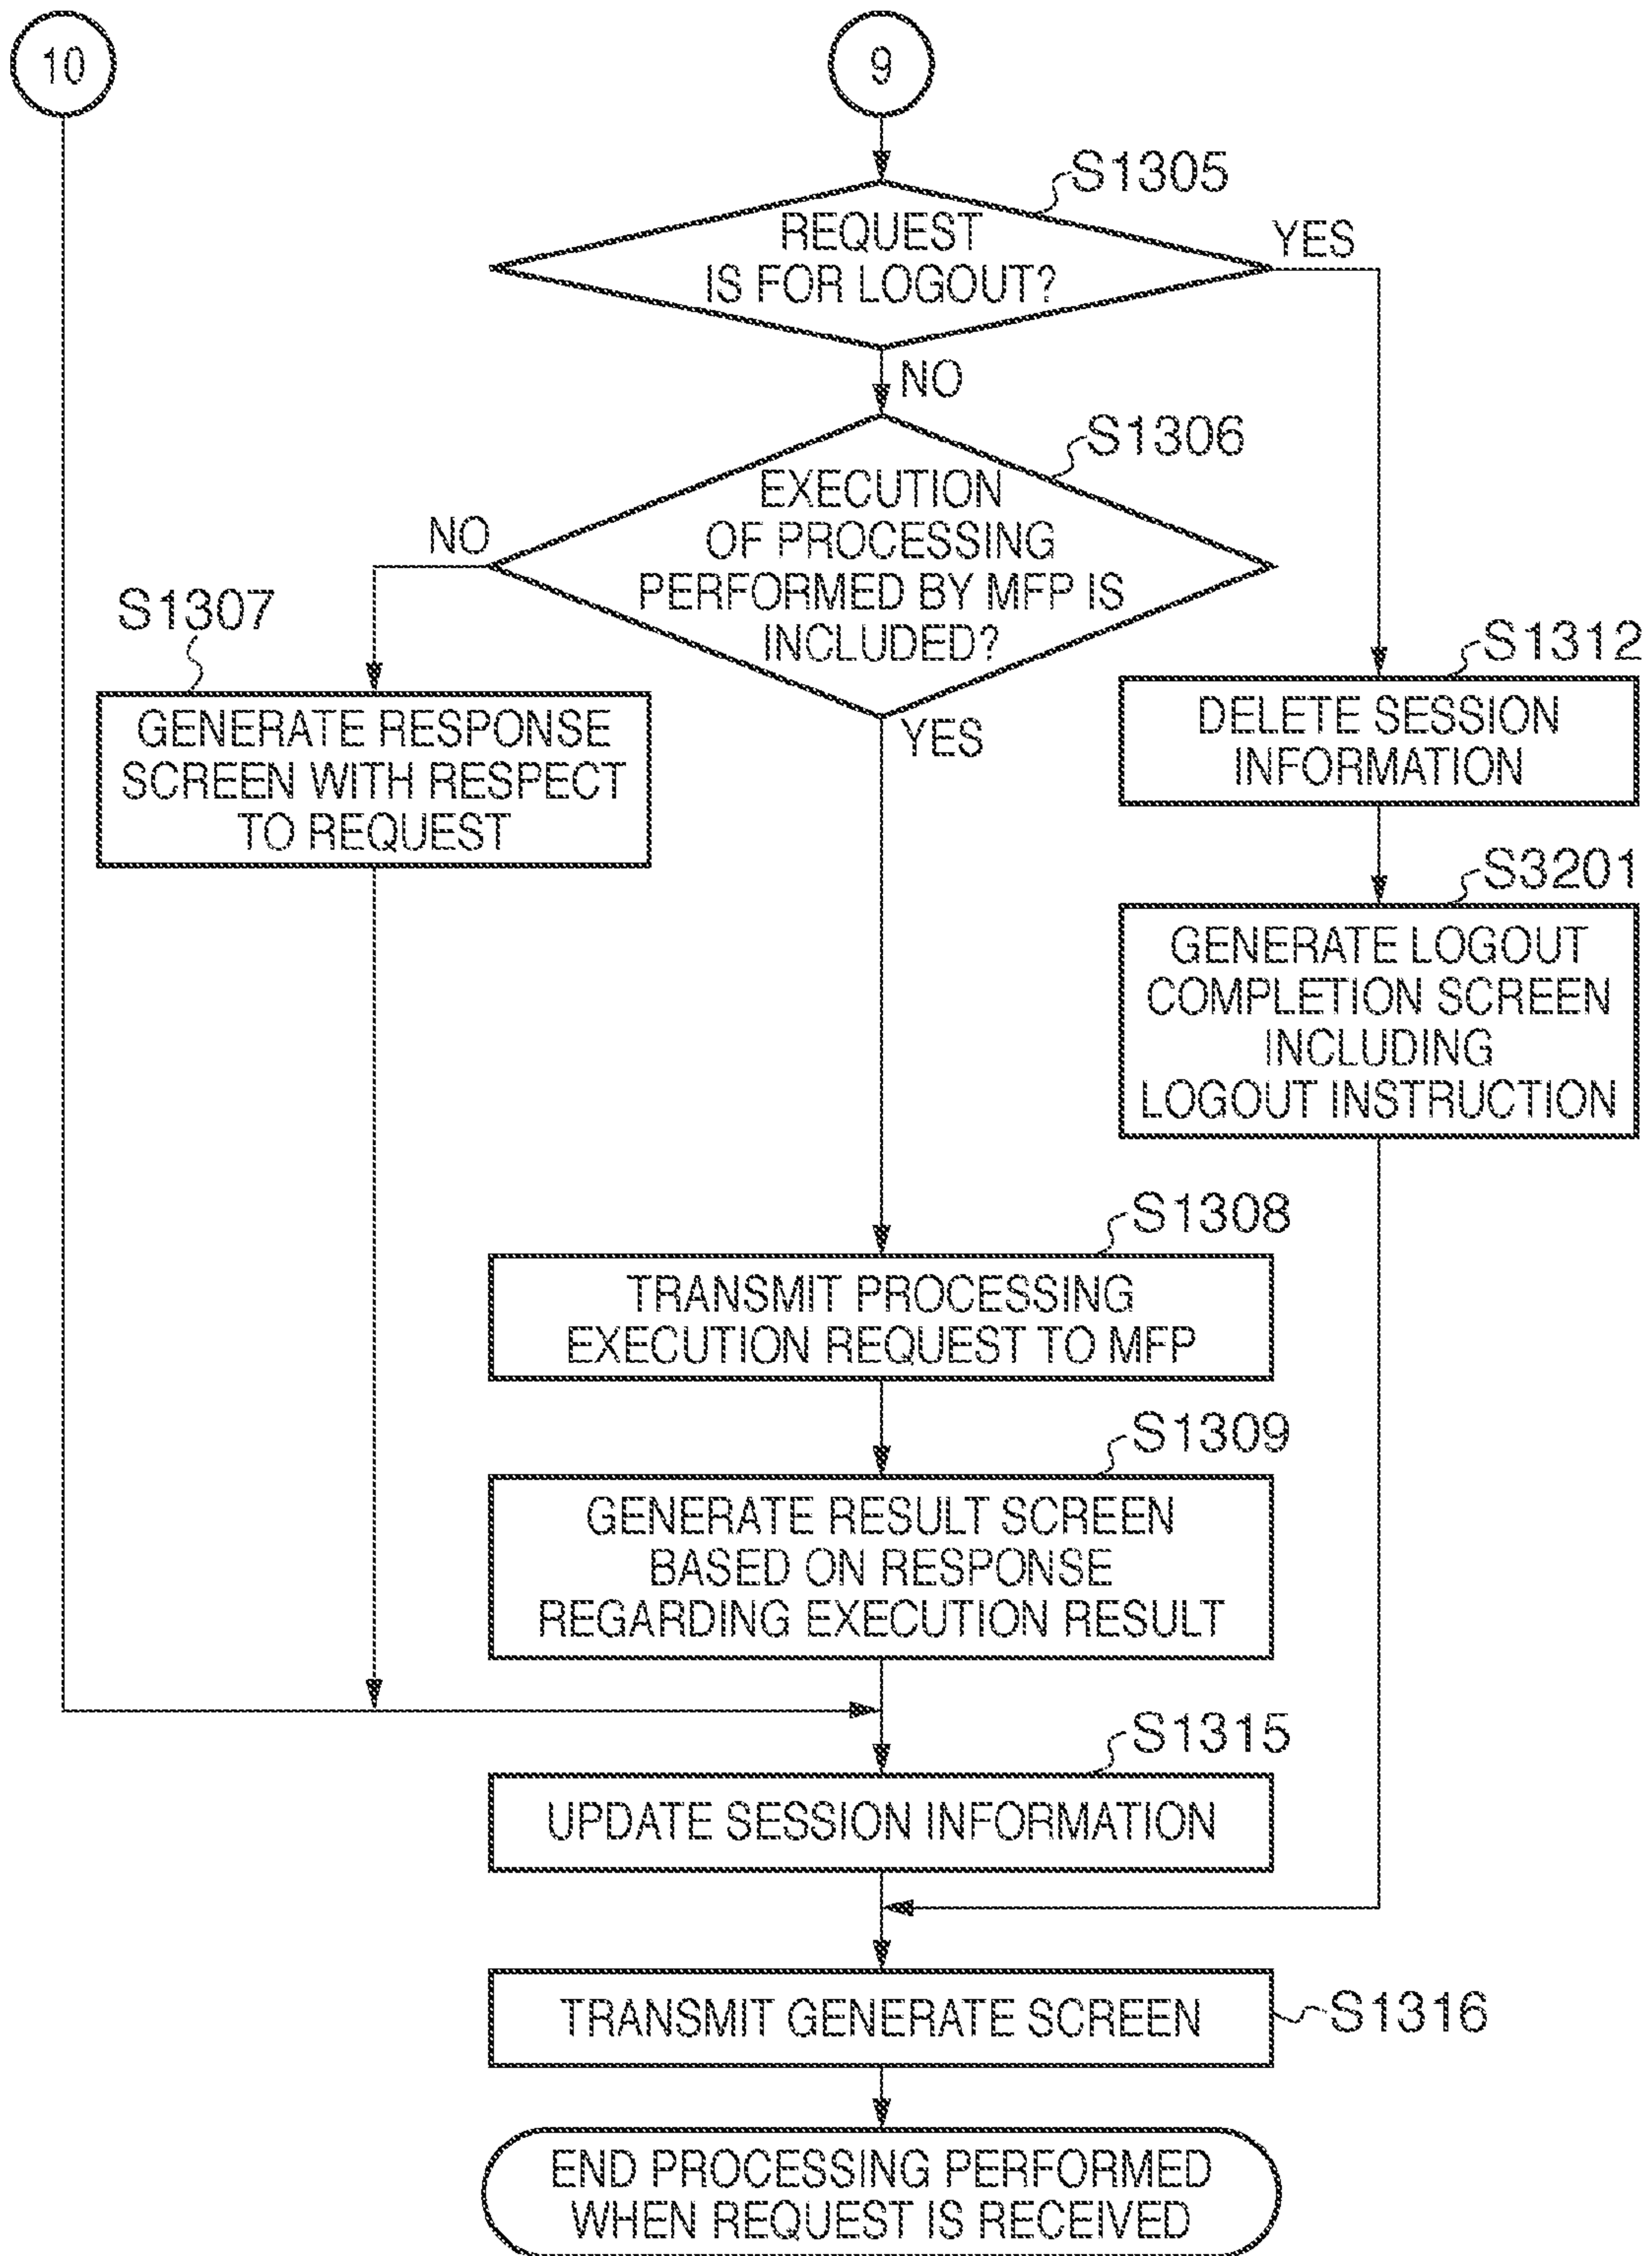 10
9
S1305
REQUEST
IS FOR LOGOUT?
YES
NO
S1306
EXECUTION
OF PROCESSING
PERFORMED BY MFP IS
INCLUDED?
NO
YES
S1307
GENERATE RESPONSE
SCREEN WITH RESPECT
TO REQUEST
S1312
DELETE SESSION
INFORMATION
S3201
GENERATE LOGOUT
COMPLETION SCREEN
INCLUDING
LOGOUT INSTRUCTION
S1308
TRANSMIT PROCESSING
EXECUTION REQUEST TO MFP
S1309
GENERATE RESULT SCREEN
BASED ON RESPONSE
REGARDING EXECUTION RESULT
S1315
UPDATE SESSION INFORMATION
TRANSMIT GENERATE SCREEN
S1316
END PROCESSING PERFORMED
WHEN REQUEST IS RECEIVED